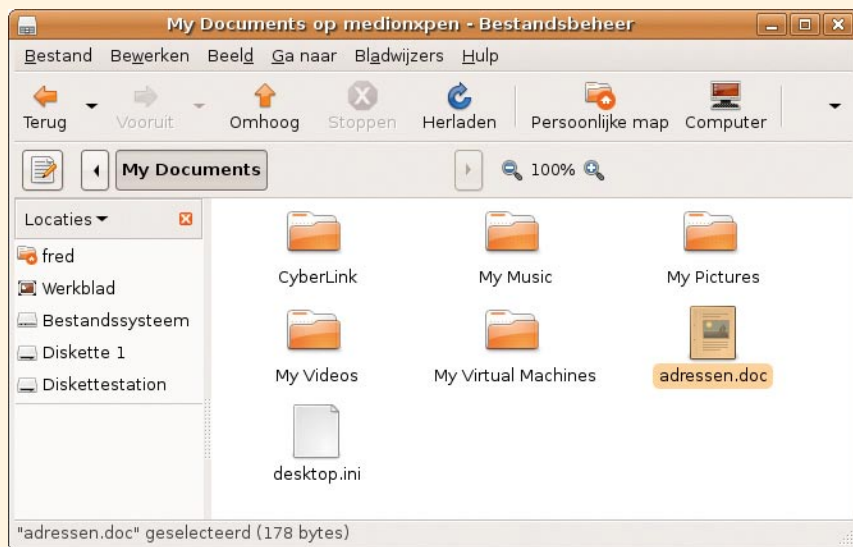 My Documents op medionxpen - Bestandsbeheer
Bestand Bewerken Beeld Ga naar Bladwijzers Hulp
Terug Vooruit Omhoog Stoppen Herladen Persoonlijke map Computer
My Documents 100%
Locaties
fred
Werkblad
Bestandssysteem
Diskette 1
Diskettestation
CyberLink My Music My Pictures
My Videos My Virtual Machines adressen.doc
desktop.ini
"adressen.doc" geselecteerd (178 bytes)